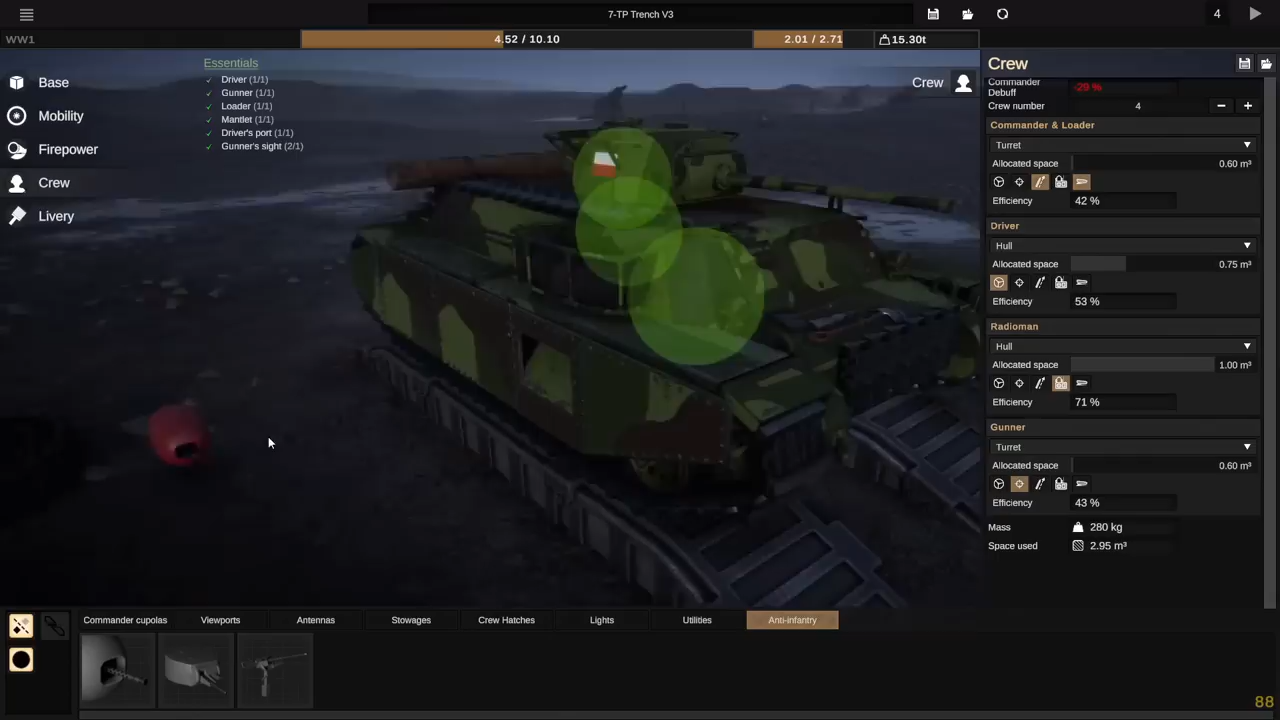 7-TP Trench V3
4
WW1
4.52 / 10.10
2.01 / 2.71
15.30t
Base
Mobility
Firepower
Crew
Livery
Essentials
✓ Driver (1/1)
✓ Gunner (1/1)
✓ Loader (1/1)
✓ Mantlet (1/1)
✓ Driver's port (1/1)
✓ Gunner's sight (2/1)
Crew
Crew
Commander
Debuff
-29 %
Crew number
4
Commander & Loader
Turret
Allocated space
0.60 m³
Efficiency
42 %
Driver
Hull
Allocated space
0.75 m³
Efficiency
53 %
Radioman
Hull
Allocated space
1.00 m³
Efficiency
71 %
Gunner
Turret
Allocated space
0.60 m³
Efficiency
43 %
Mass
280 kg
Space used
2.95 m³
Commander cupolas
Viewports
Antennas
Stowages
Crew Hatches
Lights
Utilities
Anti-infantry
88